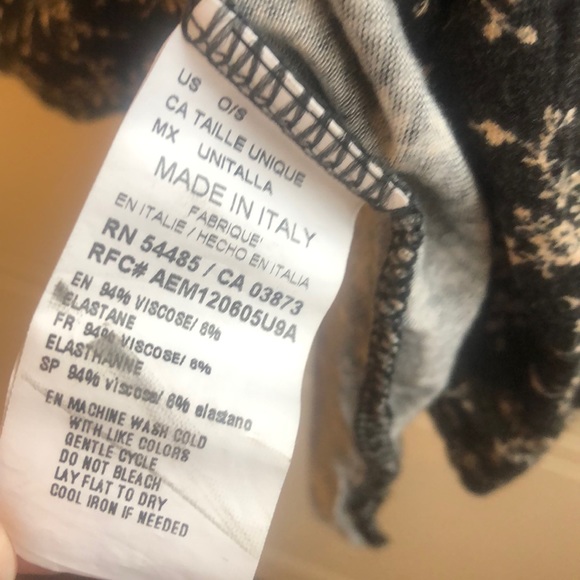 US O/S
CA TAILLE UNIQUE
MX UNITALLA
MADE IN ITALY
FABRIQUE'
EN ITALIE / HECHO EN ITALIA
RN 54485 / CA 03873
RFC# AEM120605U9A
EN 94% VISCOSE/ 6%
ELASTANE
FR 94% VISCOSE/ 6%
ELASTHANNE
SP 94% viscosa/ 6% elastano
EN MACHINE WASH COLD
WITH LIKE COLORS
GENTLE CYCLE
DO NOT BLEACH
LAY FLAT TO DRY
COOL IRON IF NEEDED